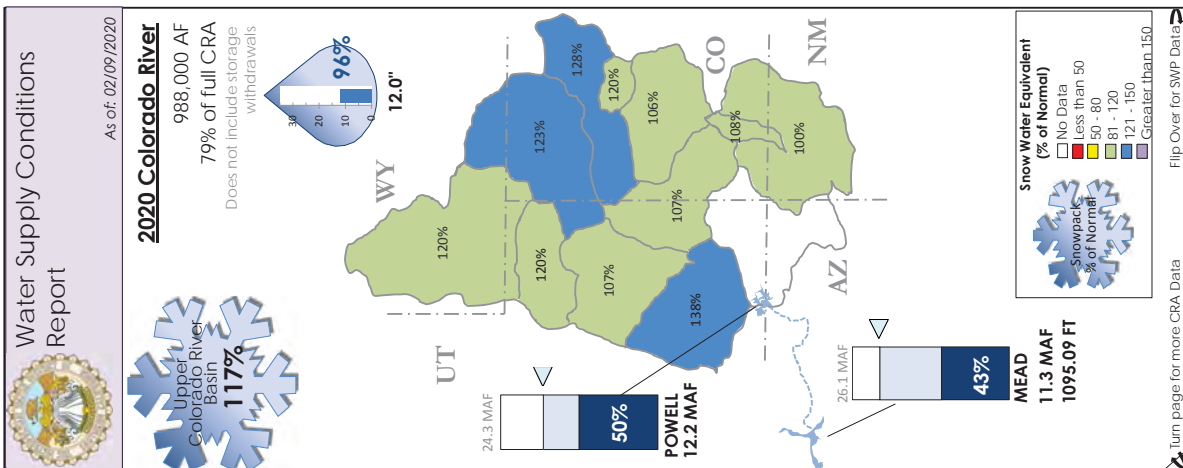 Water Supply Conditions
Report
As of: 02/09/2020
Upper
Colorado River
Basin
117%
2020 Colorado River
988,000 AF
79% of full CRA
Does not include storage
withdrawals
30
20
10
0
96%
12.0"
WY
UT
CO
AZ
NM
120%
123%
128%
120%
120%
107%
106%
107%
108%
138%
100%
24.3 MAF
50%
POWELL
12.2 MAF
26.1 MAF
43%
MEAD
11.3 MAF
1095.09 FT
Snowpack
% of Normal
Snow Water Equivalent
(% of Normal)
No Data
Less than 50
50 - 80
81 - 120
121 - 150
Greater than 150
Turn page for more CRA Data
Flip Over for SWP Data